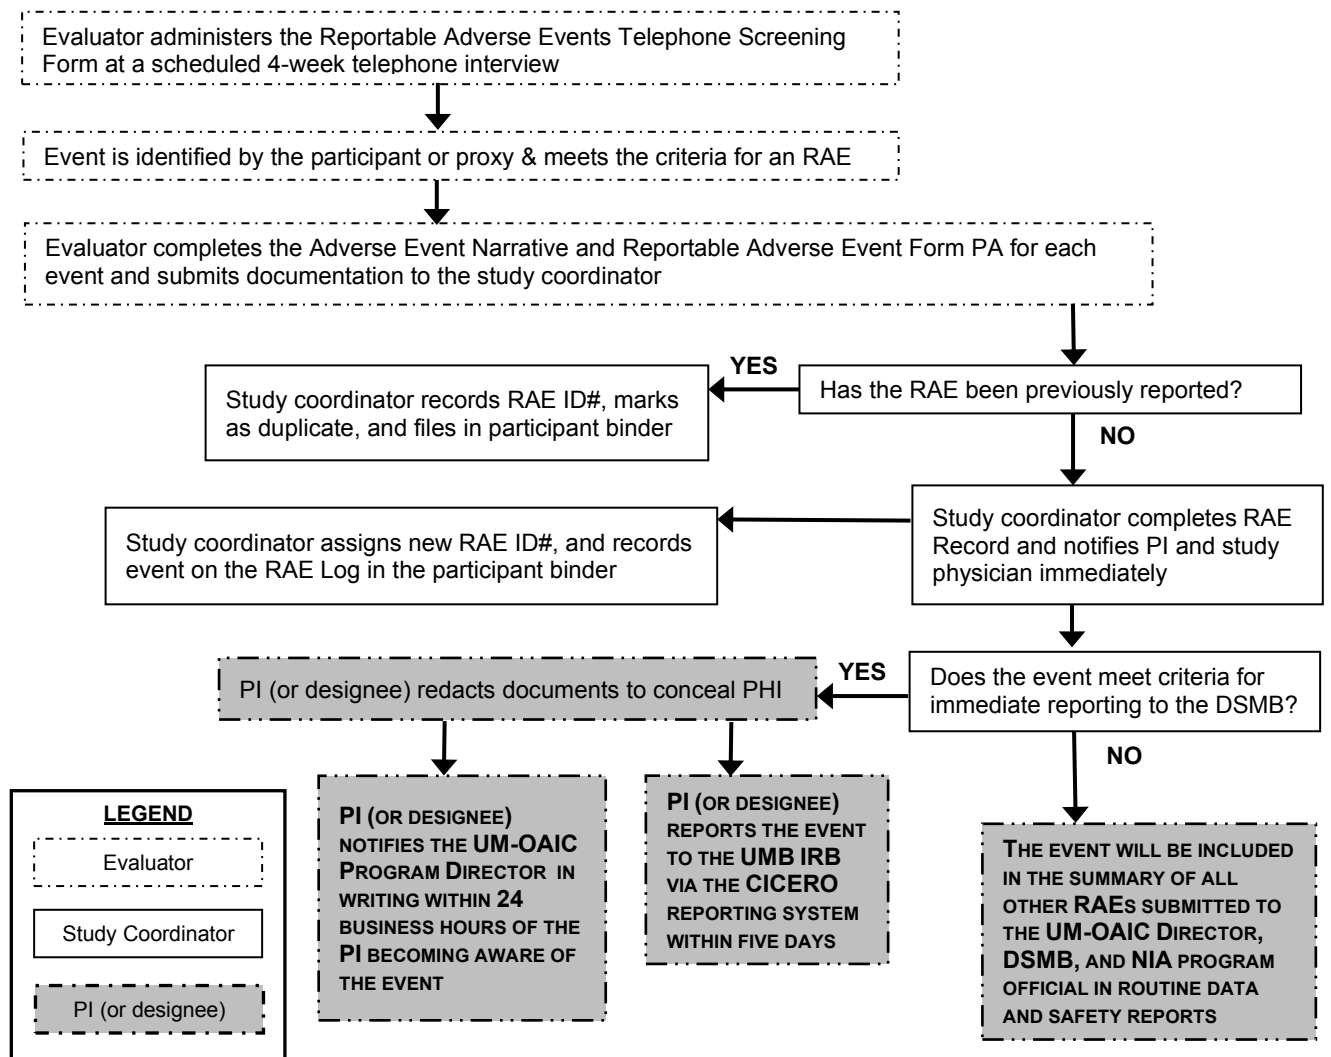 Evaluator administers the Reportable Adverse Events Telephone Screening
Form at a scheduled 4-week telephone interview
Event is identified by the participant or proxy & meets the criteria for an RAE
Evaluator completes the Adverse Event Narrative and Reportable Adverse Event Form PA for each
event and submits documentation to the study coordinator
Has the RAE been previously reported?
YES
Study coordinator records RAE ID#, marks
as duplicate, and files in participant binder
NO
Study coordinator completes RAE
Record and notifies PI and study
physician immediately
Study coordinator assigns new RAE ID#, and records
event on the RAE Log in the participant binder
Does the event meet criteria for
immediate reporting to the DSMB?
YES
PI (or designee) redacts documents to conceal PHI
NO
PI (OR DESIGNEE)
NOTIFIES THE UM-OAIC
PROGRAM DIRECTOR IN
WRITING WITHIN 24
BUSINESS HOURS OF THE
PI BECOMING AWARE OF
THE EVENT
PI (OR DESIGNEE)
REPORTS THE EVENT
TO THE UMB IRB
VIA THE CICERO
REPORTING SYSTEM
WITHIN FIVE DAYS
THE EVENT WILL BE INCLUDED
IN THE SUMMARY OF ALL
OTHER RAES SUBMITTED TO
THE UM-OAIC DIRECTOR,
DSMB, AND NIA PROGRAM
OFFICIAL IN ROUTINE DATA
AND SAFETY REPORTS
LEGEND
Evaluator
Study Coordinator
PI (or designee)